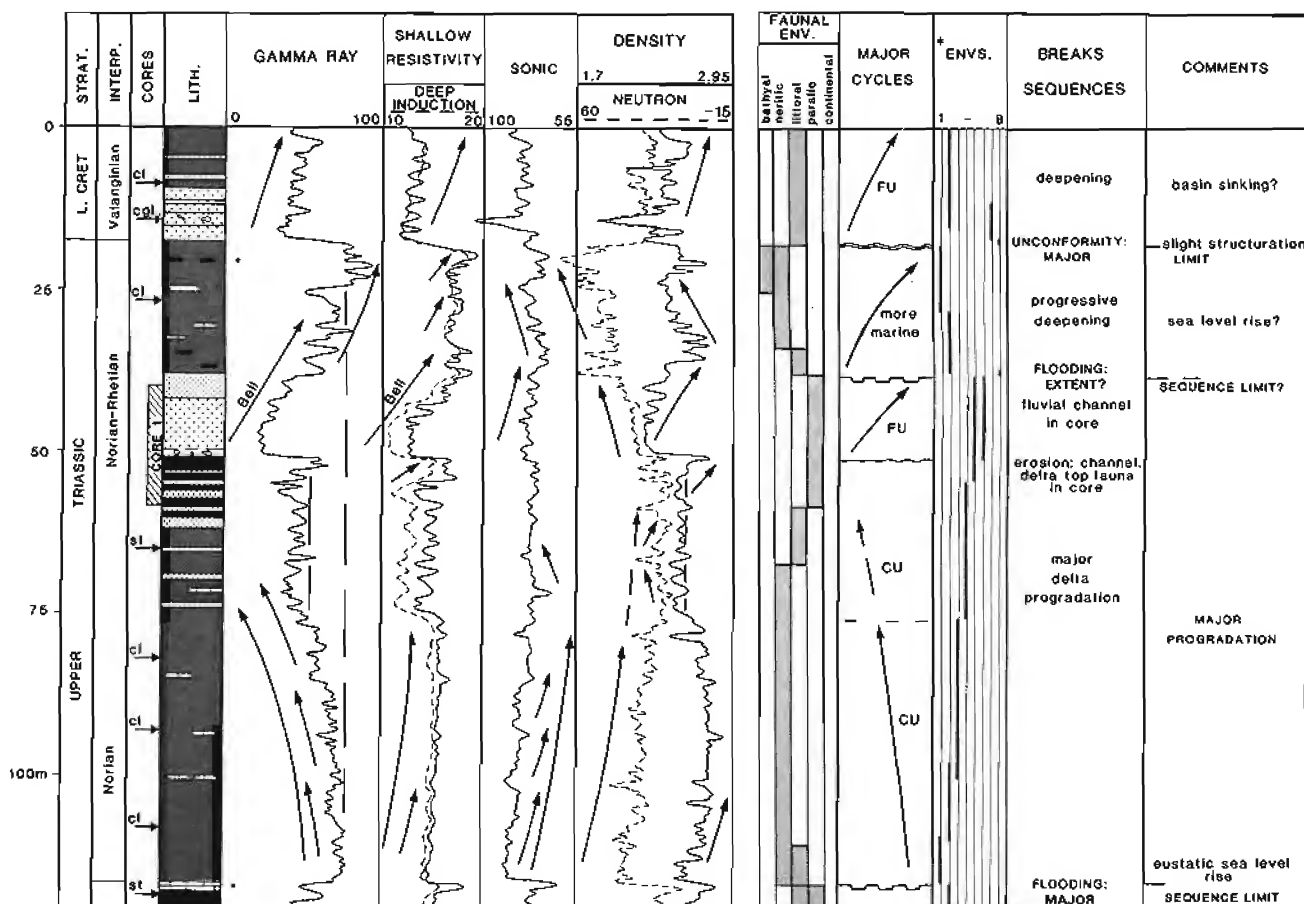 STRAT.
INTERP.
CORES
LITH.
GAMMA RAY
0 100
SHALLOW
RESISTIVITY
DEEP
INDUCTION
10 20
SONIC
100 56
DENSITY
1.7 2.95
NEUTRON
60 -15
FAUNAL
ENV.
bathyal
neritic
littoral
paralic
continental
MAJOR
CYCLES
* ENVS.
1 – 8
BREAKS
SEQUENCES
COMMENTS
0
25
50
75
100m
L. CRET
UPPER TRIASSIC
Valanginian
Norian-Rhetian
Norian
CORE 1
cl
cgl
cl
sl
cl
cl
cl
st
Bell
Bell
FU
more
marine
FU
CU
CU
deepening
UNCONFORMITY:
MAJOR
progressive
deepening
FLOODING:
EXTENT?
fluvial channel
in core
erosion: channel.
delta top fauna
in core
major
delta
progradation
FLOODING:
MAJOR
basin sinking?
slight structuration
LIMIT
sea level rise?
SEQUENCE LIMIT?
MAJOR
PROGRADATION
eustatic sea level
rise
SEQUENCE LIMIT